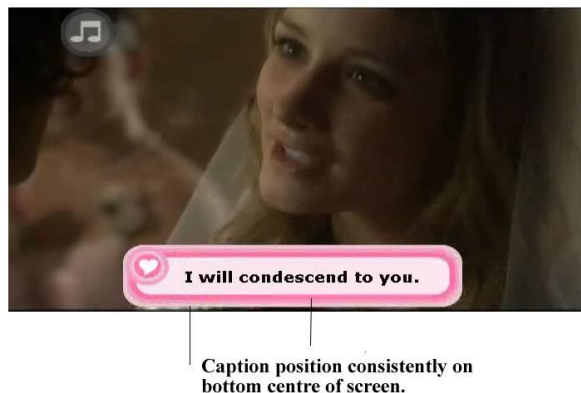 I will condescend to you.
Caption position consistently on
bottom centre of screen.